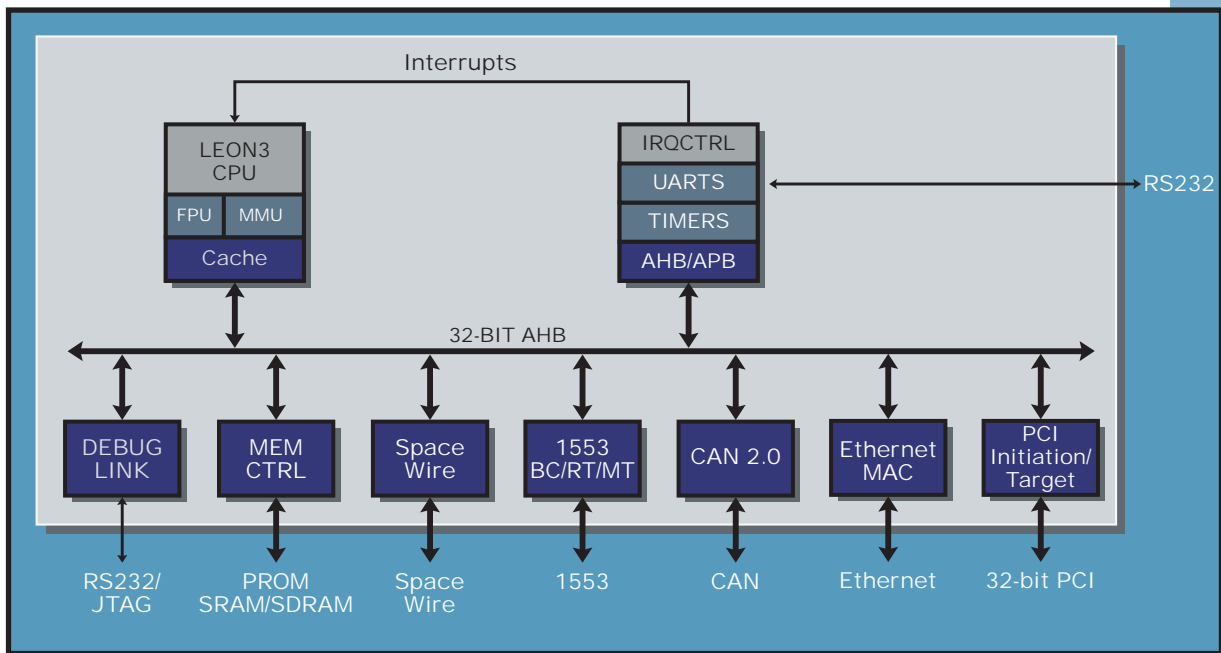 Interrupts
LEON3
CPU
FPU
MMU
Cache
IRQCTRL
UARTS
TIMERS
AHB/APB
RS232
32-BIT AHB
DEBUG
LINK
MEM
CTRL
Space
Wire
1553
BC/RT/MT
CAN 2.0
Ethernet
MAC
PCI
Initiation/
Target
RS232/
JTAG
PROM
SRAM/SDRAM
Space
Wire
1553
CAN
Ethernet
32-bit PCI